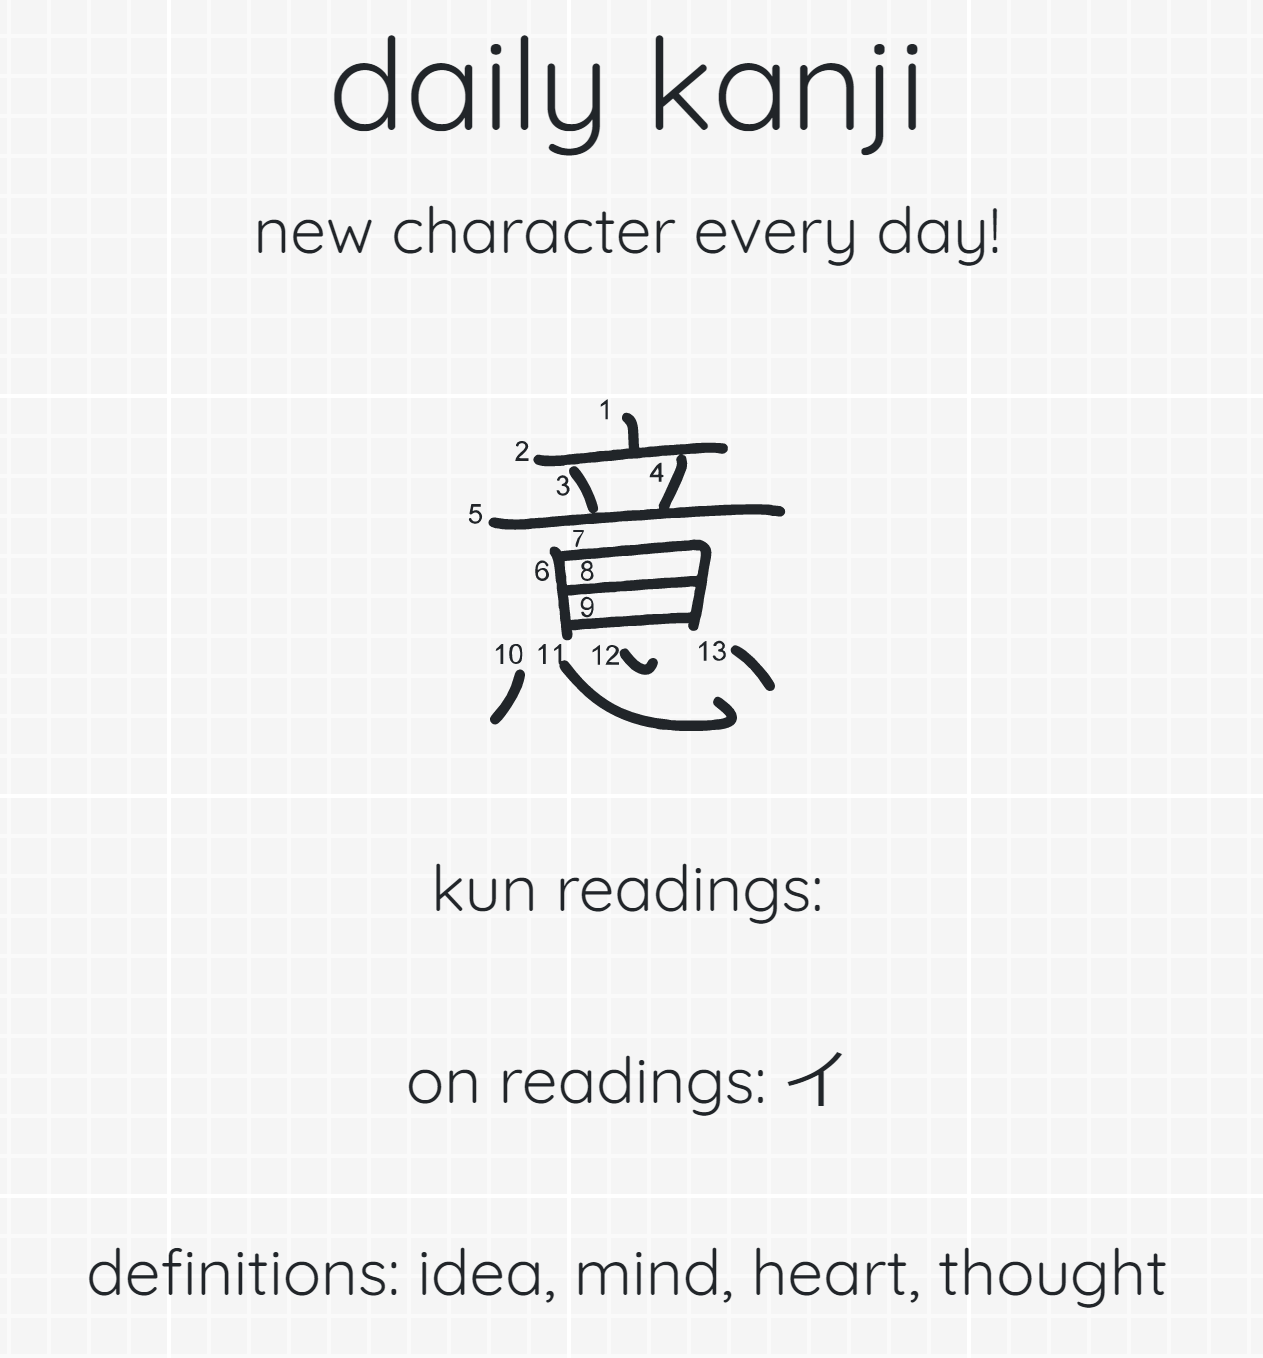 daily kanji
new character every day!
意
1
2
3
4
5
6
7
8
9
10
11
12
13
kun readings:
on readings: イ
definitions: idea, mind, heart, thought